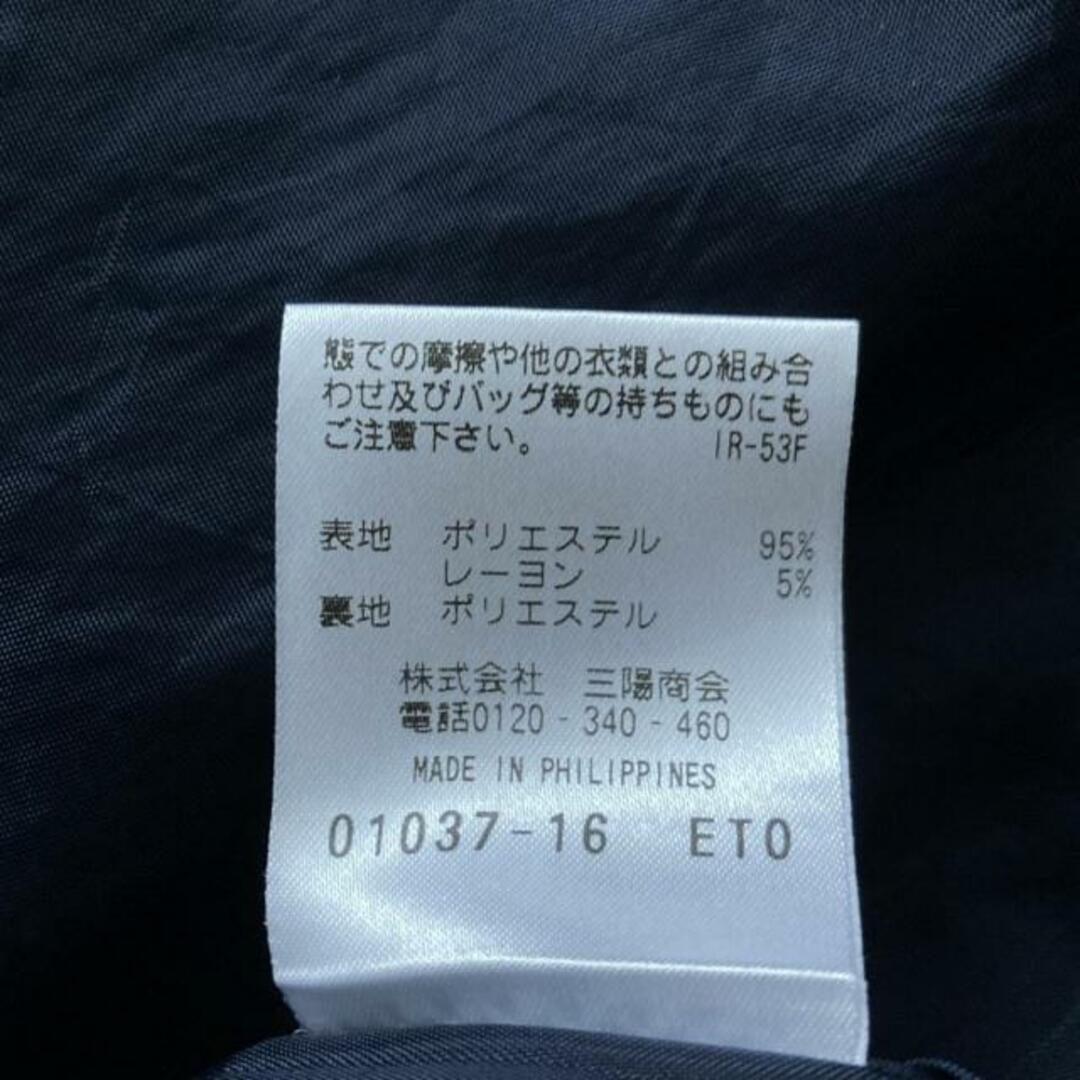 態での摩擦や他の衣類との組み合
わせ及びバッグ等の持ちものにも
ご注意下さい。 IR-53F
表地 ポリエステル 95%
レーヨン 5%
裏地 ポリエステル
株式会社 三陽商会
電話0120-340-460
MADE IN PHILIPPINES
01037-16 ETO